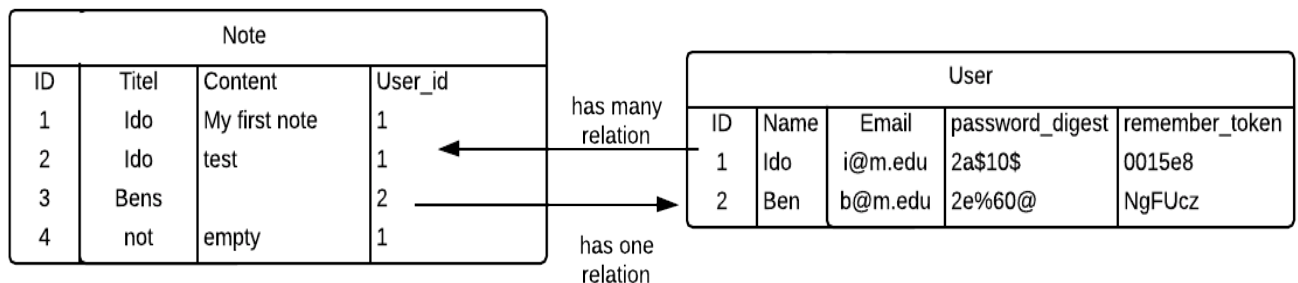 Note
ID Titel Content User_id
1 Ido My first note 1
2 Ido test 1
3 Bens 2
4 not empty 1
has many
relation
has one
relation
User
ID Name Email password_digest remember_token
1 Ido i@m.edu 2a$10$ 0015e8
2 Ben b@m.edu 2e%60@ NgFUcz